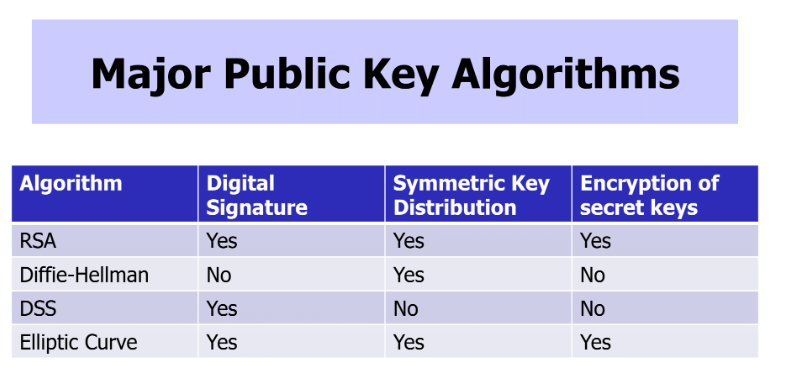 Major Public Key Algorithms
Algorithm Digital Signature Symmetric Key Distribution Encryption of secret keys
RSA Yes Yes Yes
Diffie-Hellman No Yes No
DSS Yes No No
Elliptic Curve Yes Yes Yes